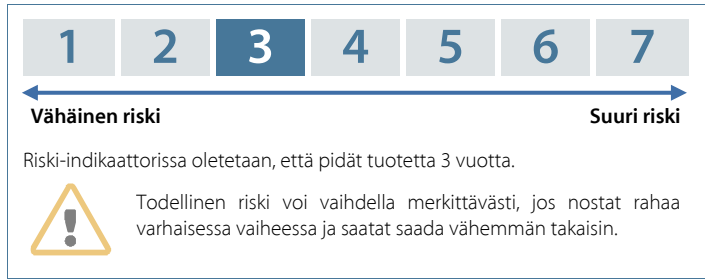 1 2 3 4 5 6 7
Vähäinen riski Suuri riski
Riski-indikaattorissa oletetaan, että pidät tuotetta 3 vuotta.
Todellinen riski voi vaihdella merkittävästi, jos nostat rahaa
varhaisessa vaiheessa ja saatat saada vähemmän takaisin.